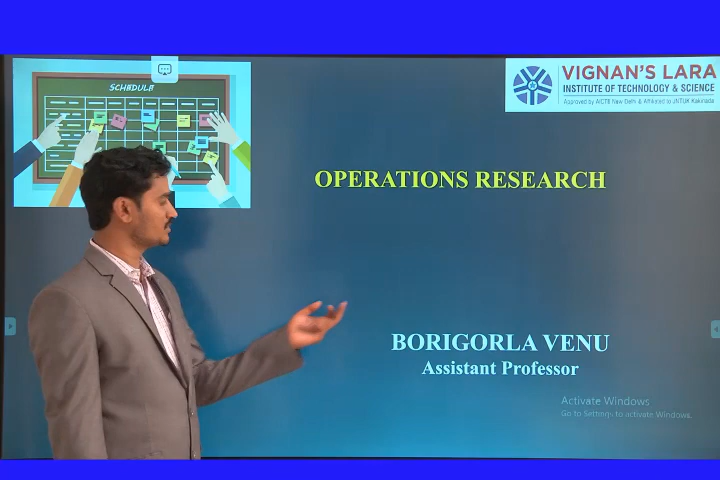 SCHEDULE
VIGNAN'S LARA
INSTITUTE OF TECHNOLOGY & SCIENCE
Approved by AICTE New Delhi & Affiliated to JNTUK Kakinada
OPERATIONS RESEARCH
BORIGORLA VENU
Assistant Professor
Activate Windows
Go to Settings to activate Windows.